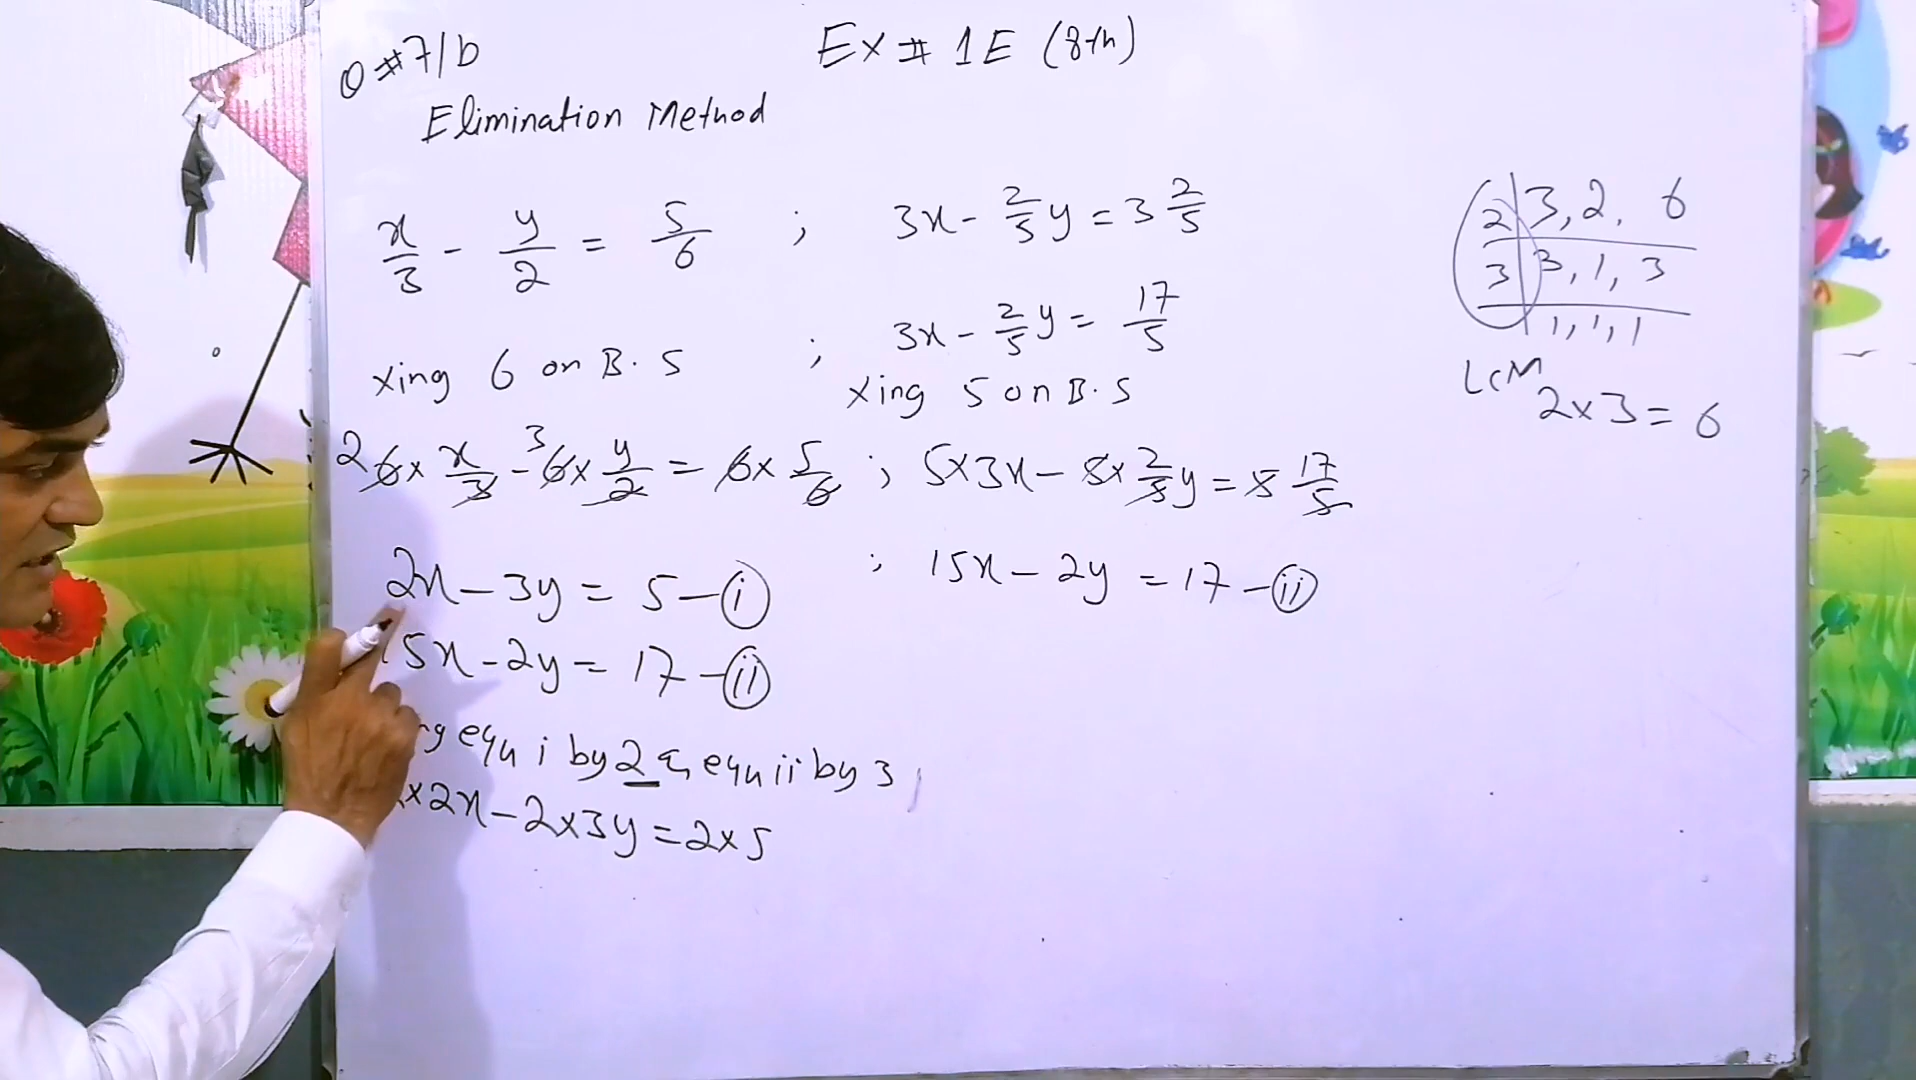 Q#7/b
Ex # 1E (8th)
Elimination Method
x/3 - y/2 = 5/6 ; 3x - 2/5 y = 3 2/5
3x - 2/5 y = 17/5
xing 6 on B.S ; xing 5 on B.S
2 6 x x/3 - 3 6 x y/2 = 6 x 5/6 ; 5x3x - 5x 2/5 y = 5 17/5
2x - 3y = 5 - (i) ; 15x - 2y = 17 - (ii)
15x - 2y = 17 - (ii)
equ i by 2 & equ ii by 3,
x2x - 2x3y = 2x5
2 | 3, 2, 6
3 | 3, 1, 3
1, 1, 1
LCM
2x3 = 6